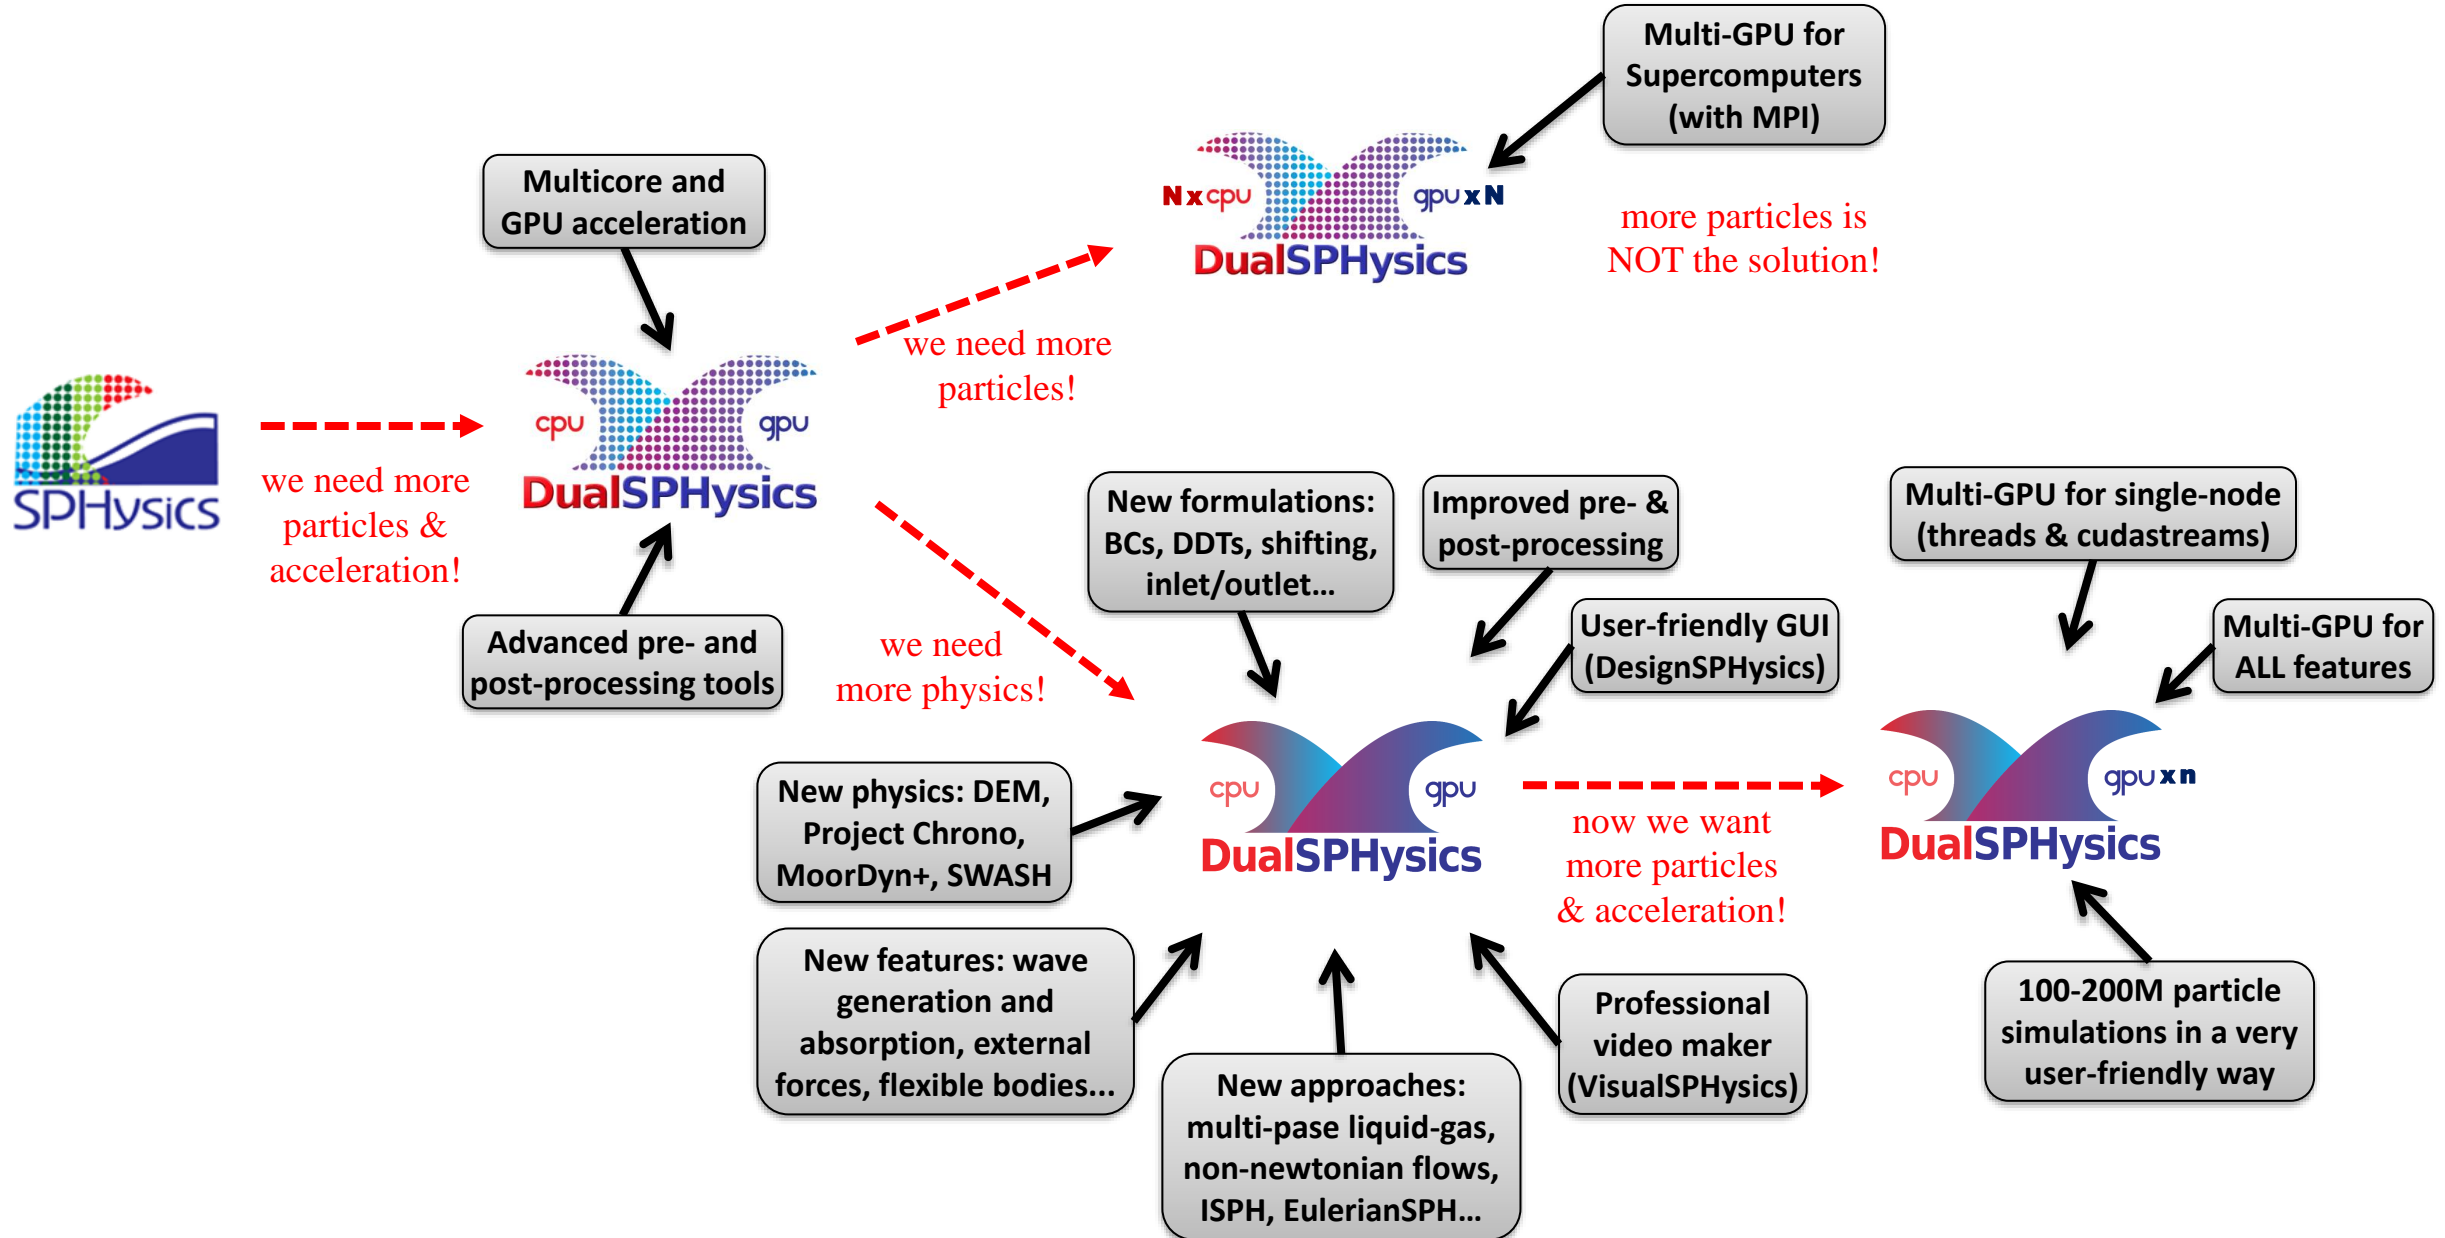 SPHysics
we need more
particles &
acceleration!
Multicore and
GPU acceleration
cpu
gpu
DualSPHysics
Advanced pre- and
post-processing tools
we need more
particles!
Multi-GPU for
Supercomputers
(with MPI)
N x cpu
gpu x N
DualSPHysics
more particles is
NOT the solution!
we need
more physics!
New formulations:
BCs, DDTs, shifting,
inlet/outlet…
Improved pre- &
post-processing
User-friendly GUI
(DesignSPHysics)
New physics: DEM,
Project Chrono,
MoorDyn+, SWASH
cpu
gpu
DualSPHysics
New features: wave
generation and
absorption, external
forces, flexible bodies...
New approaches:
multi-pase liquid-gas,
non-newtonian flows,
ISPH, EulerianSPH…
Professional
video maker
(VisualSPHysics)
now we want
more particles
& acceleration!
Multi-GPU for single-node
(threads & cudastreams)
Multi-GPU for
ALL features
cpu
gpu x n
DualSPHysics
100-200M particle
simulations in a very
user-friendly way